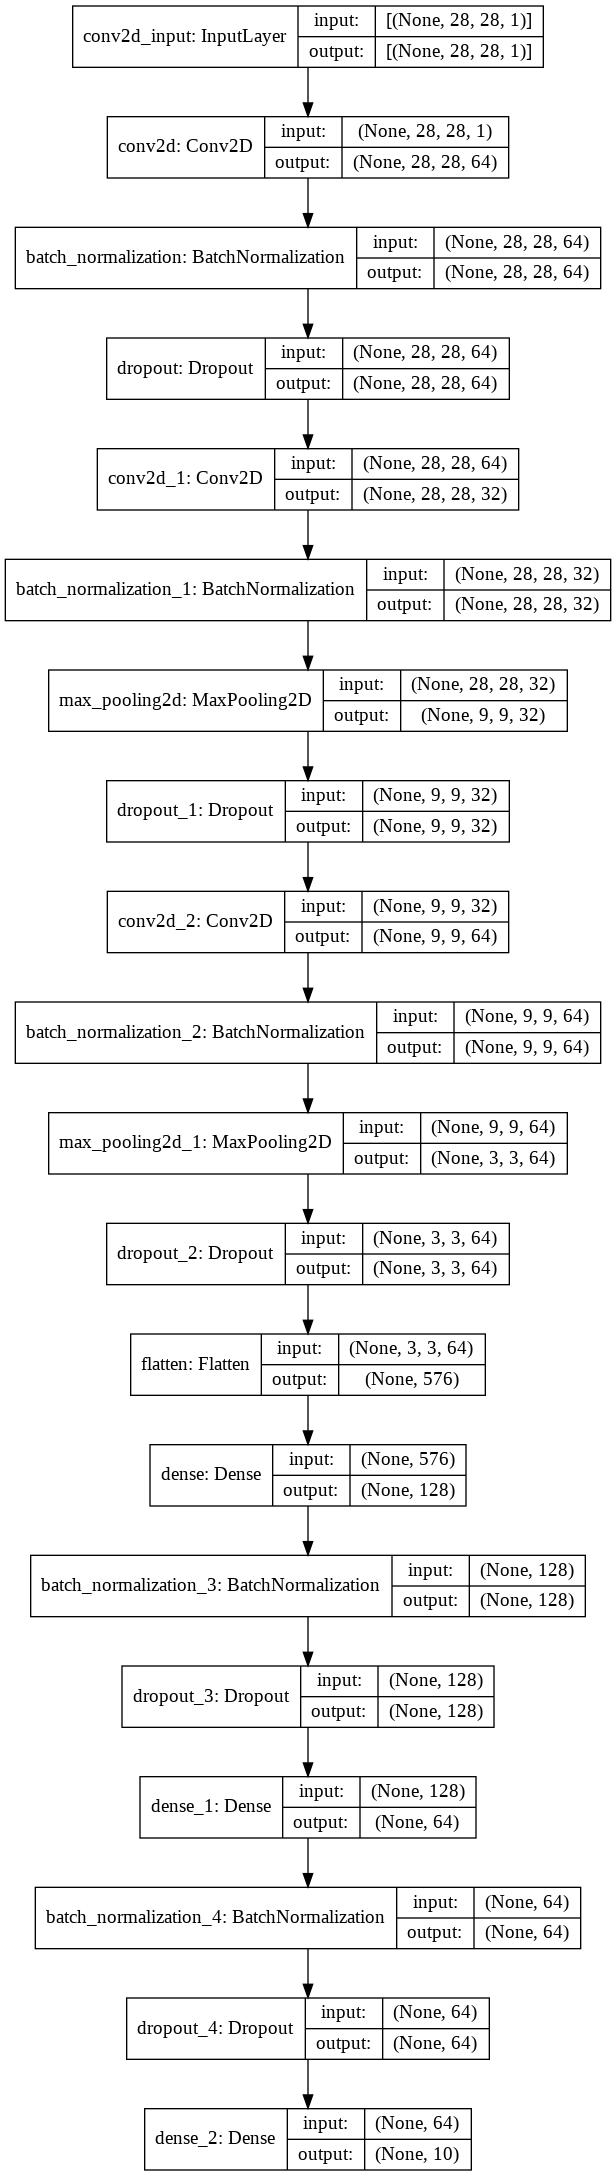 conv2d_input: InputLayer
input: [(None, 28, 28, 1)]
output: [(None, 28, 28, 1)]
conv2d: Conv2D
input: (None, 28, 28, 1)
output: (None, 28, 28, 64)
batch_normalization: BatchNormalization
input: (None, 28, 28, 64)
output: (None, 28, 28, 64)
dropout: Dropout
input: (None, 28, 28, 64)
output: (None, 28, 28, 64)
conv2d_1: Conv2D
input: (None, 28, 28, 64)
output: (None, 28, 28, 32)
batch_normalization_1: BatchNormalization
input: (None, 28, 28, 32)
output: (None, 28, 28, 32)
max_pooling2d: MaxPooling2D
input: (None, 28, 28, 32)
output: (None, 9, 9, 32)
dropout_1: Dropout
input: (None, 9, 9, 32)
output: (None, 9, 9, 32)
conv2d_2: Conv2D
input: (None, 9, 9, 32)
output: (None, 9, 9, 64)
batch_normalization_2: BatchNormalization
input: (None, 9, 9, 64)
output: (None, 9, 9, 64)
max_pooling2d_1: MaxPooling2D
input: (None, 9, 9, 64)
output: (None, 3, 3, 64)
dropout_2: Dropout
input: (None, 3, 3, 64)
output: (None, 3, 3, 64)
flatten: Flatten
input: (None, 3, 3, 64)
output: (None, 576)
dense: Dense
input: (None, 576)
output: (None, 128)
batch_normalization_3: BatchNormalization
input: (None, 128)
output: (None, 128)
dropout_3: Dropout
input: (None, 128)
output: (None, 128)
dense_1: Dense
input: (None, 128)
output: (None, 64)
batch_normalization_4: BatchNormalization
input: (None, 64)
output: (None, 64)
dropout_4: Dropout
input: (None, 64)
output: (None, 64)
dense_2: Dense
input: (None, 64)
output: (None, 10)